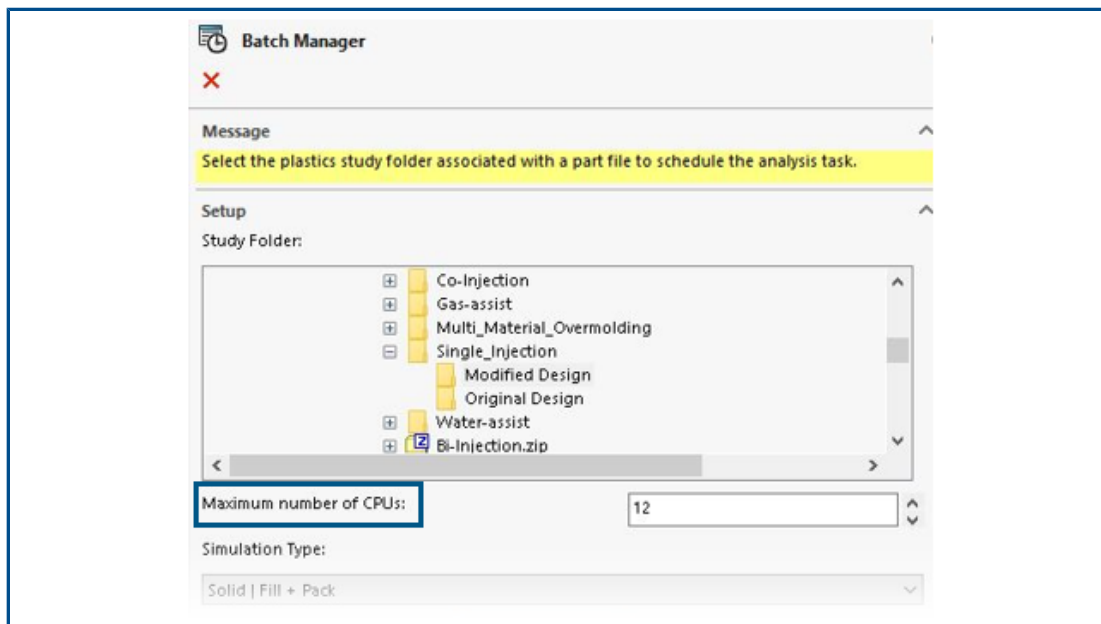 Batch Manager
Message
Select the plastics study folder associated with a part file to schedule the analysis task.
Setup
Study Folder:
Co-Injection
Gas-assist
Multi_Material_Overmolding
Single_Injection
Modified Design
Original Design
Water-assist
Bi-Injection.zip
Maximum number of CPUs:
12
Simulation Type:
Solid | Fill + Pack